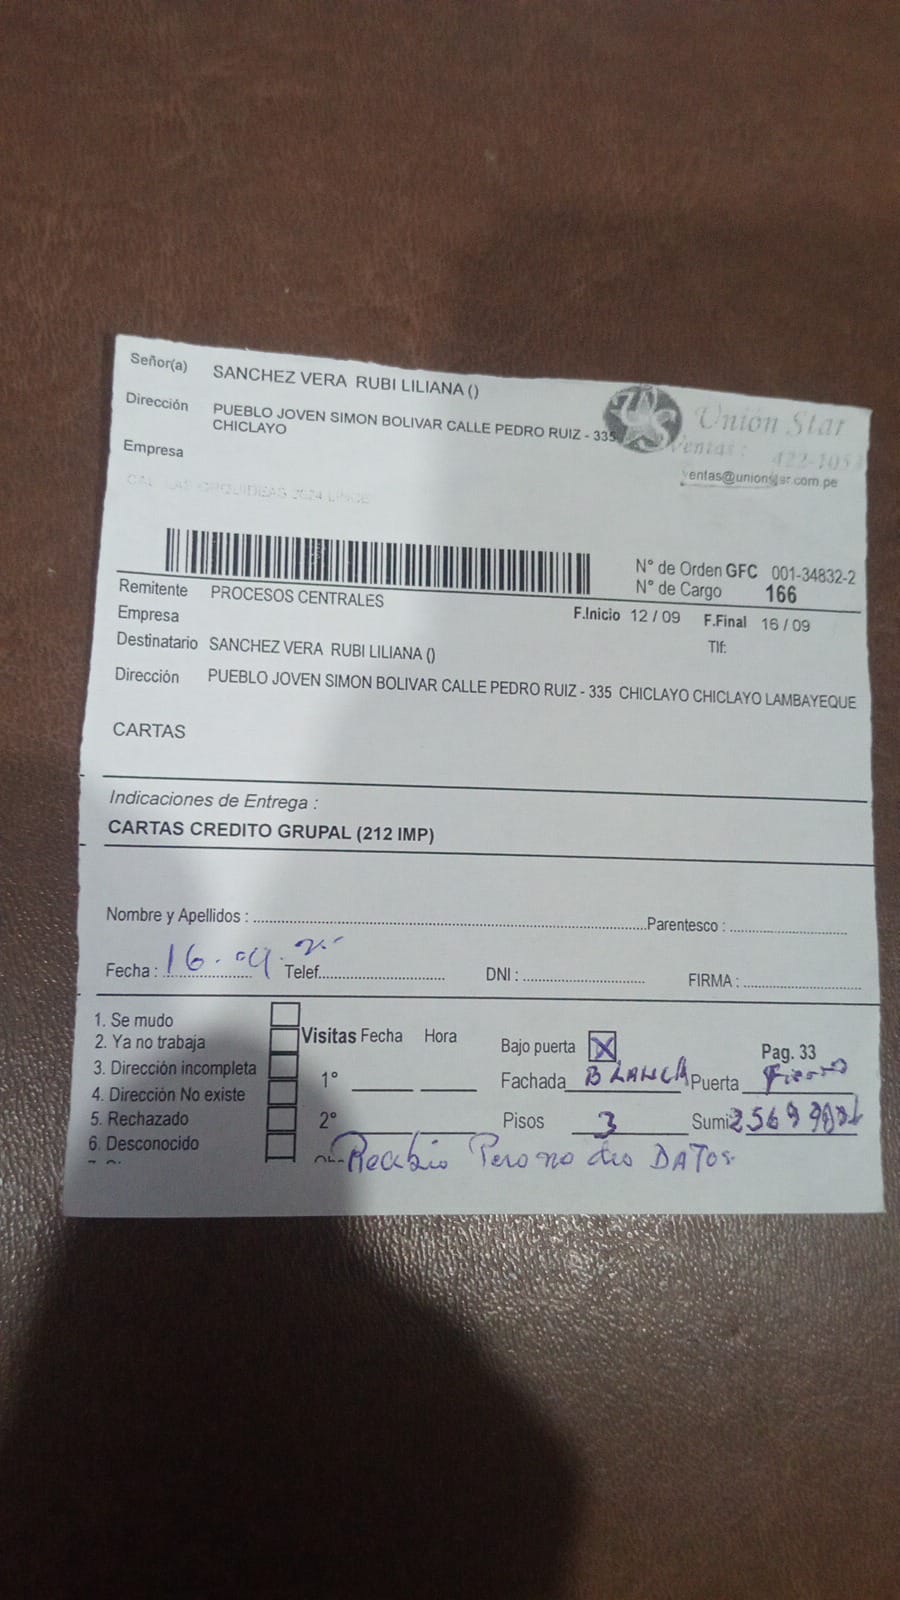 Señor(a) SANCHEZ VERA RUBI LILIANA ()
Dirección PUEBLO JOVEN SIMON BOLIVAR CALLE PEDRO RUIZ - 335
CHICLAYO
Empresa
Unión Star
Ventas :
422-105
ventas@unionstar.com.pe
N° de Orden GFC 001-34832-2
N° de Cargo 166
Remitente PROCESOS CENTRALES
F.Inicio 12 / 09 F.Final 16 / 09
Empresa
Tlf:
Destinatario SANCHEZ VERA RUBI LILIANA ()
Dirección PUEBLO JOVEN SIMON BOLIVAR CALLE PEDRO RUIZ - 335 CHICLAYO CHICLAYO LAMBAYEQUE
CARTAS
Indicaciones de Entrega :
CARTAS CREDITO GRUPAL (212 IMP)
Nombre y Apellidos : Parentesco :
Fecha : 16.09. Telef. DNI : FIRMA :
1. Se mudo
2. Ya no trabaja
3. Dirección incompleta
4. Dirección No existe
5. Rechazado
6. Desconocido
Visitas Fecha Hora
1°
2°
Bajo puerta X Pag. 33
Fachada BLANCA Puerta Fierro
Pisos 3 Sumi
Recibio Pero no dio DATOS